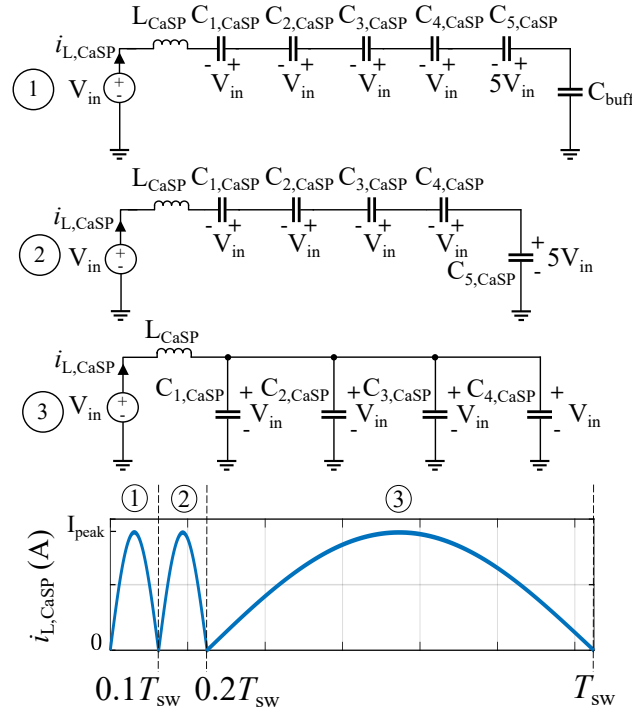 L_CaSP C_1,CaSP C_2,CaSP C_3,CaSP C_4,CaSP C_5,CaSP
i_L,CaSP
- + - + - + - + - +
1 V_in + - V_in V_in V_in V_in 5V_in C_buff
L_CaSP C_1,CaSP C_2,CaSP C_3,CaSP C_4,CaSP
i_L,CaSP
- + - + - + - +
2 V_in + - V_in V_in V_in V_in + 5V_in -
C_5,CaSP
L_CaSP
i_L,CaSP
C_1,CaSP + C_2,CaSP + C_3,CaSP + C_4,CaSP +
3 V_in + - V_in V_in V_in V_in
- - - -
1 2 3
I_peak
i_L,CaSP (A)
0
0.1T_sw 0.2T_sw T_sw